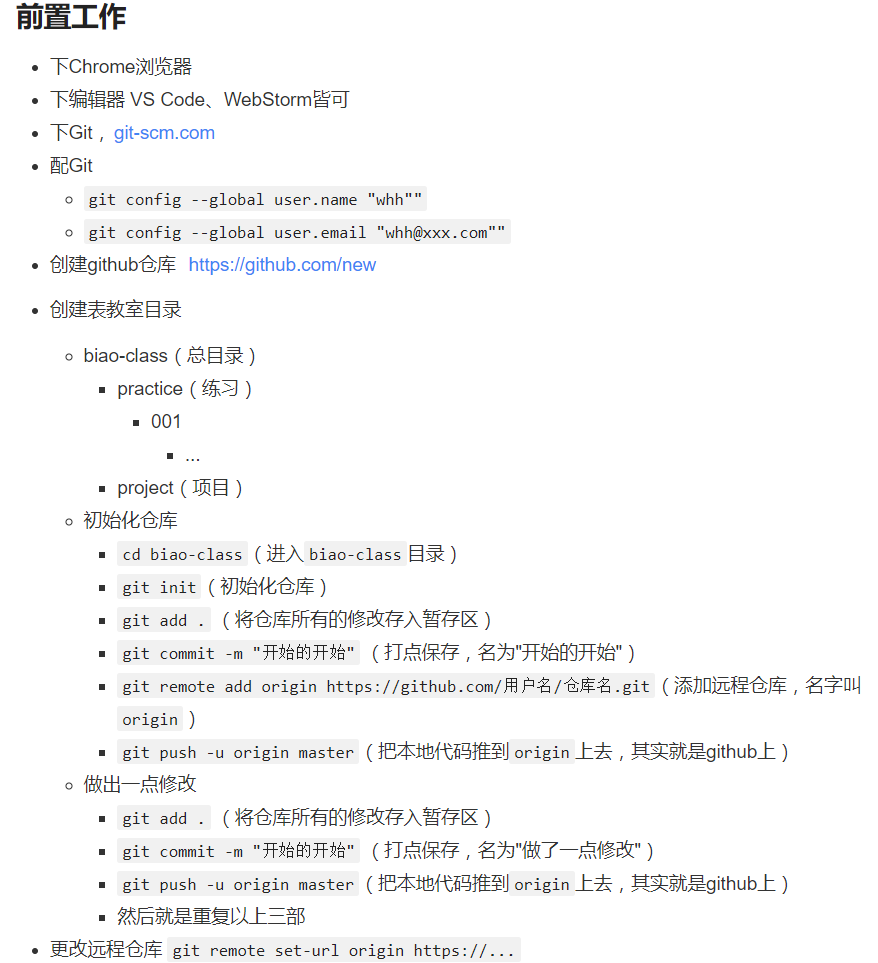 前置工作
下Chrome浏览器
下编辑器 VS Code、WebStorm皆可
下Git，git-scm.com
配Git
git config --global user.name "whh""
git config --global user.email "whh@xxx.com""
创建github仓库 https://github.com/new
创建表教室目录
biao-class（总目录）
practice（练习）
001
...
project（项目）
初始化仓库
cd biao-class（进入biao-class目录）
git init（初始化仓库）
git add . （将仓库所有的修改存入暂存区）
git commit -m "开始的开始" （打点保存，名为"开始的开始"）
git remote add origin https://github.com/用户名/仓库名.git（添加远程仓库，名字叫
origin）
git push -u origin master（把本地代码推到origin上去，其实就是github上）
做出一点修改
git add . （将仓库所有的修改存入暂存区）
git commit -m "开始的开始" （打点保存，名为"做了一点修改"）
git push -u origin master（把本地代码推到origin上去，其实就是github上）
然后就是重复以上三部
更改远程仓库 git remote set-url origin https://...